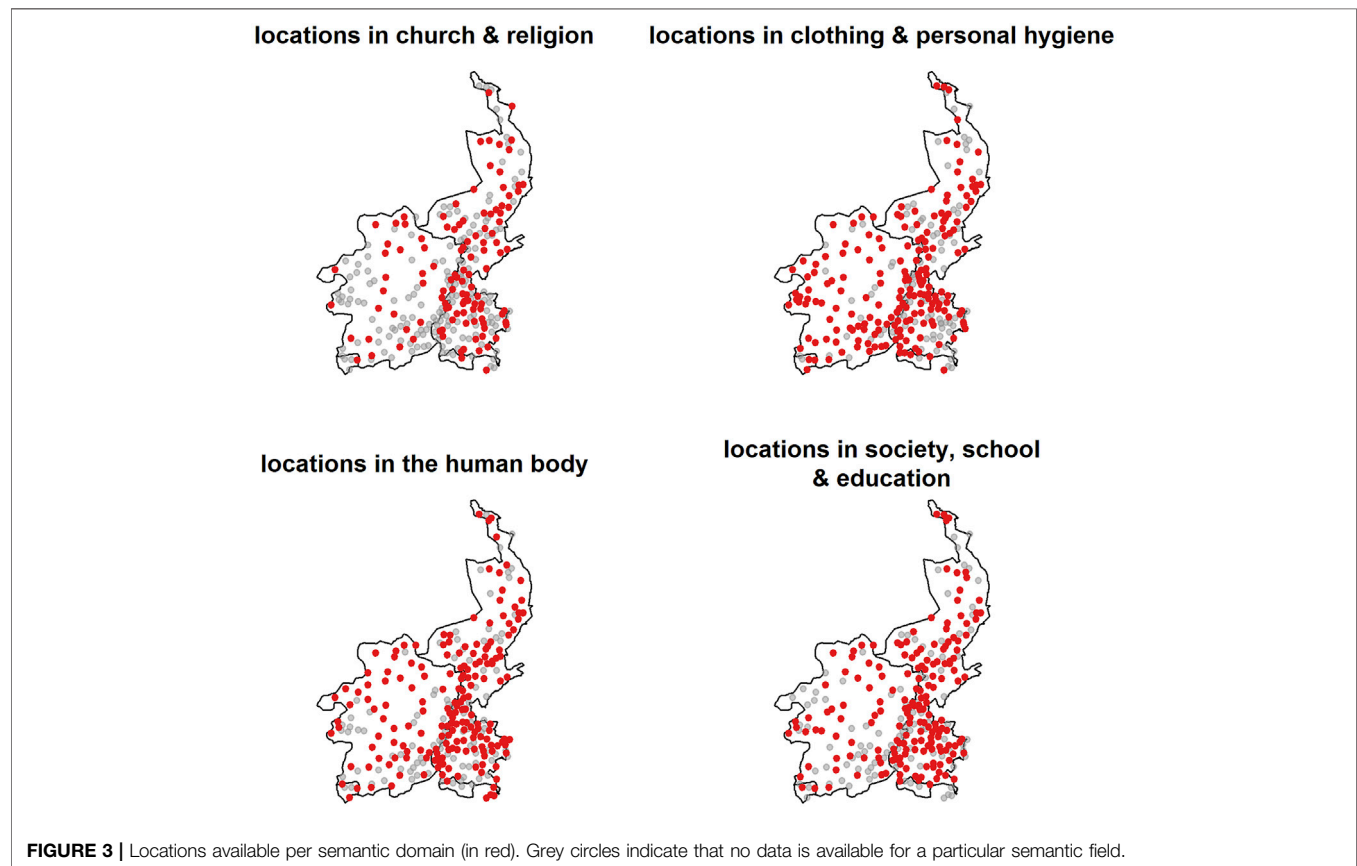 locations in church & religion
locations in clothing & personal hygiene
locations in the human body
locations in society, school
& education
FIGURE 3 | Locations available per semantic domain (in red). Grey circles indicate that no data is available for a particular semantic field.